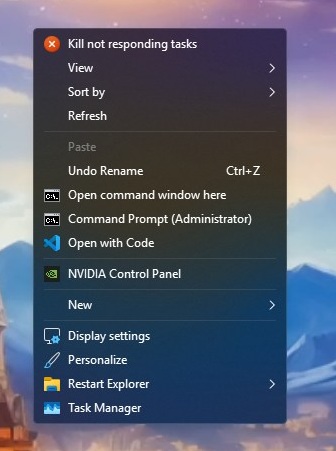 Kill not responding tasks
View
Sort by
Refresh
Paste
Undo Rename Ctrl+Z
Open command window here
Command Prompt (Administrator)
Open with Code
NVIDIA Control Panel
New
Display settings
Personalize
Restart Explorer
Task Manager